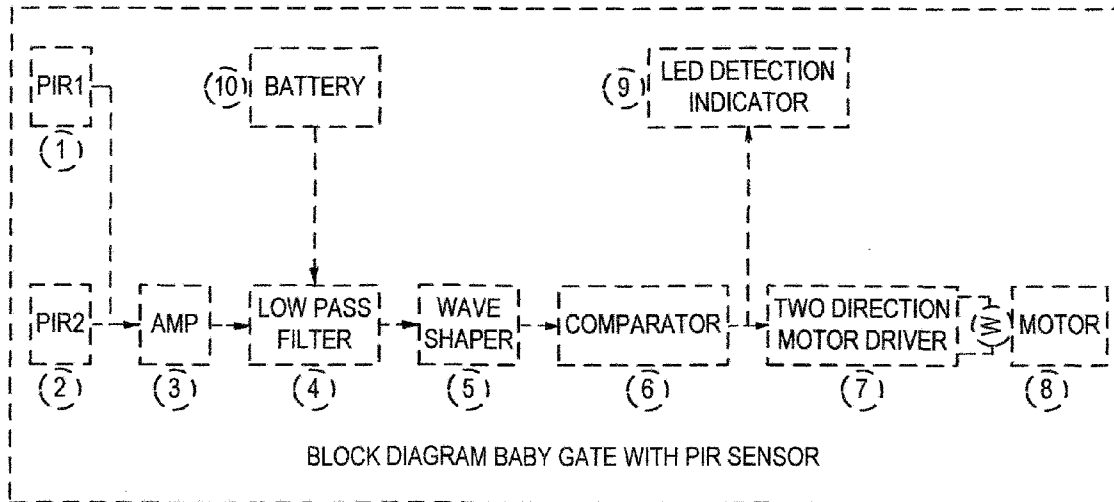 PIR1
(1)
(10)
BATTERY
(9)
LED DETECTION
INDICATOR
PIR2
(2)
AMP
(3)
LOW PASS
FILTER
(4)
WAVE
SHAPER
(5)
COMPARATOR
(6)
TWO DIRECTION
MOTOR DRIVER
(7)
W
MOTOR
(8)
BLOCK DIAGRAM BABY GATE WITH PIR SENSOR